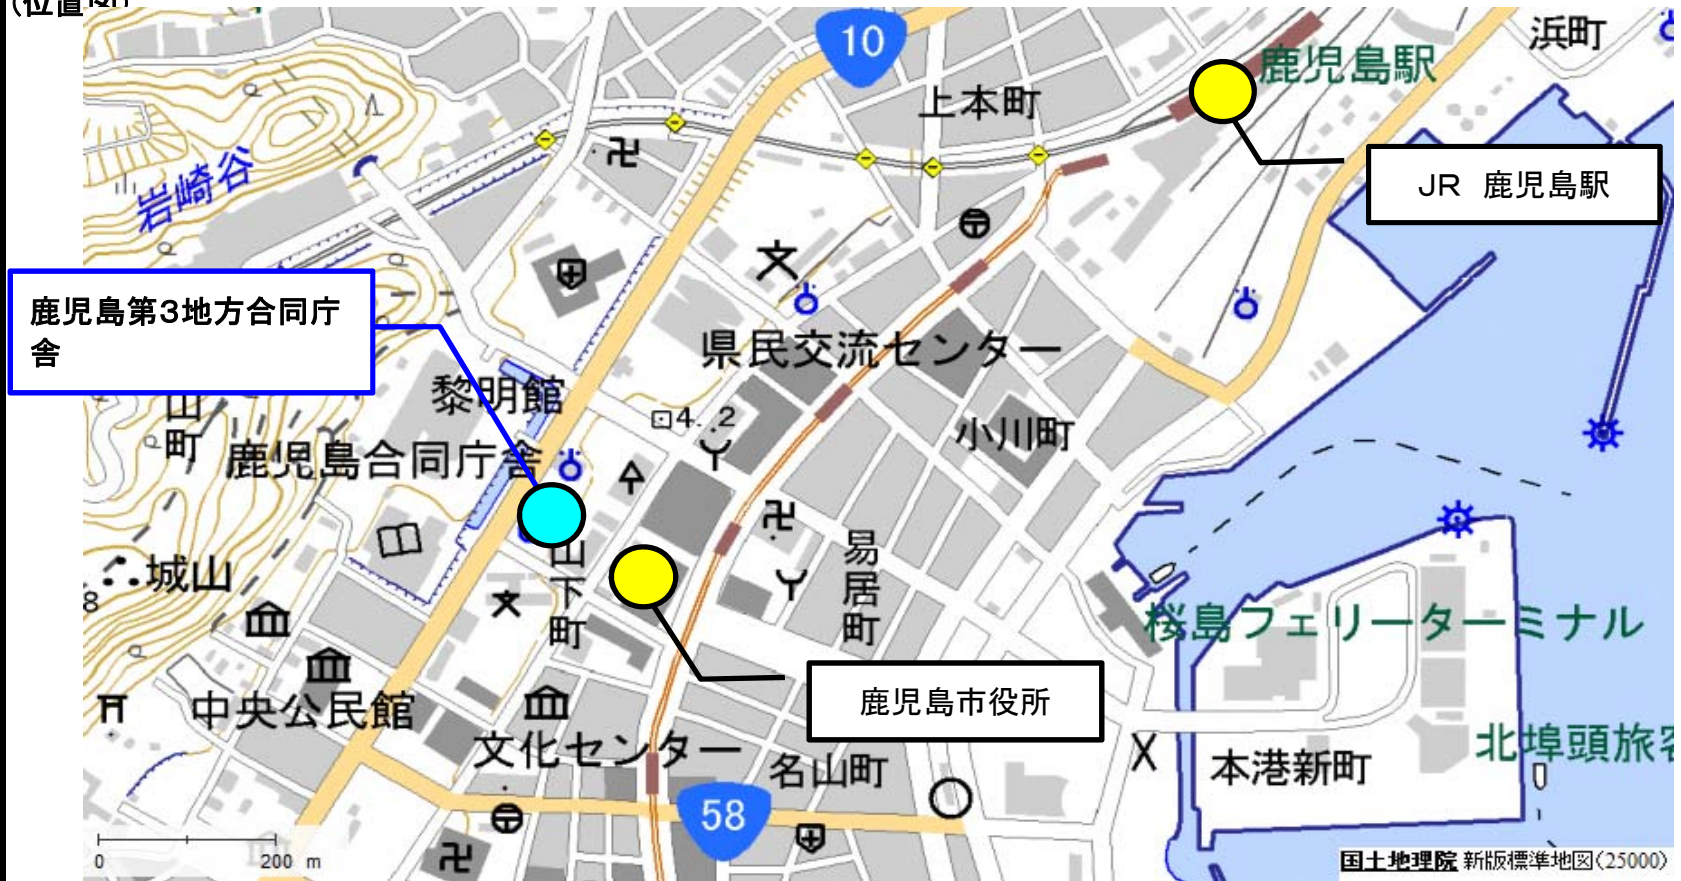 (位置図)
10
鹿児島駅
浜町
上本町
岩崎谷
JR 鹿児島駅
鹿児島第3地方合同庁
舎
県民交流センター
黎明館
4.2
山
町
小川町
鹿児島合同庁舎
城山
8
山
下
町
易
居
町
桜島フェリーターミナル
中央公民館
鹿児島市役所
文化センター
名山町
本港新町
北埠頭旅客
58
0
200 m
国土地理院 新版標準地図(25000)